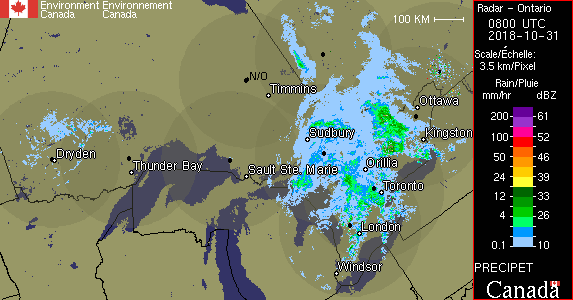 Environment Environnement
Canada Canada
100 KM
N/O
Timmins
Ottawa
Sudbury
Kingston
Dryden
Thunder Bay
Sault Ste. Marie
Orillia
Toronto
London
Windsor
Radar - Ontario
0800 UTC
2018-10-31
Scale/Échelle:
3.5 km/Pixel
Rain/Pluie
mm/hr dBZ
200 61
100 52
50 46
24 39
12 33
4 26
0.1 10
PRECIPET
Canada